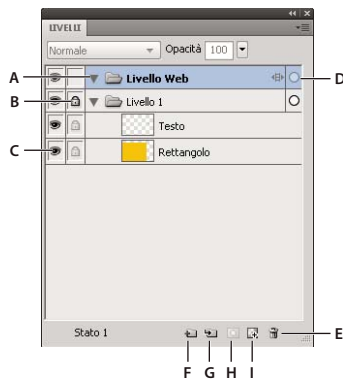 LIVELLI
Normale Opacità 100
A Livello Web D
B Livello 1
Testo
C Rettangolo
Stato 1 E
F G H I